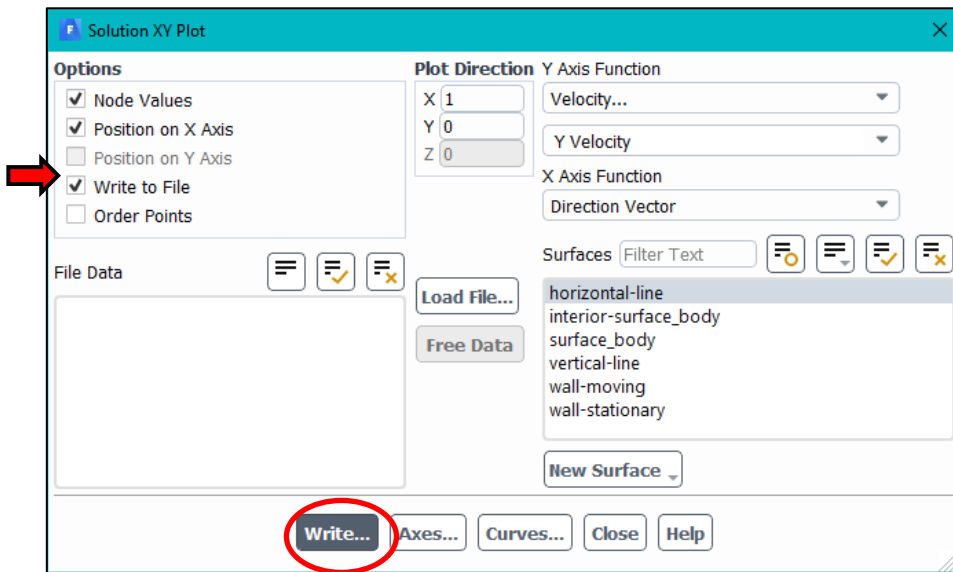 F Solution XY Plot
Options
Node Values
Position on X Axis
Position on Y Axis
Write to File
Order Points
Plot Direction
X 1
Y 0
Z 0
Y Axis Function
Velocity...
Y Velocity
X Axis Function
Direction Vector
File Data
Load File...
Free Data
Surfaces Filter Text
horizontal-line
interior-surface_body
surface_body
vertical-line
wall-moving
wall-stationary
New Surface
Write... Axes... Curves... Close Help